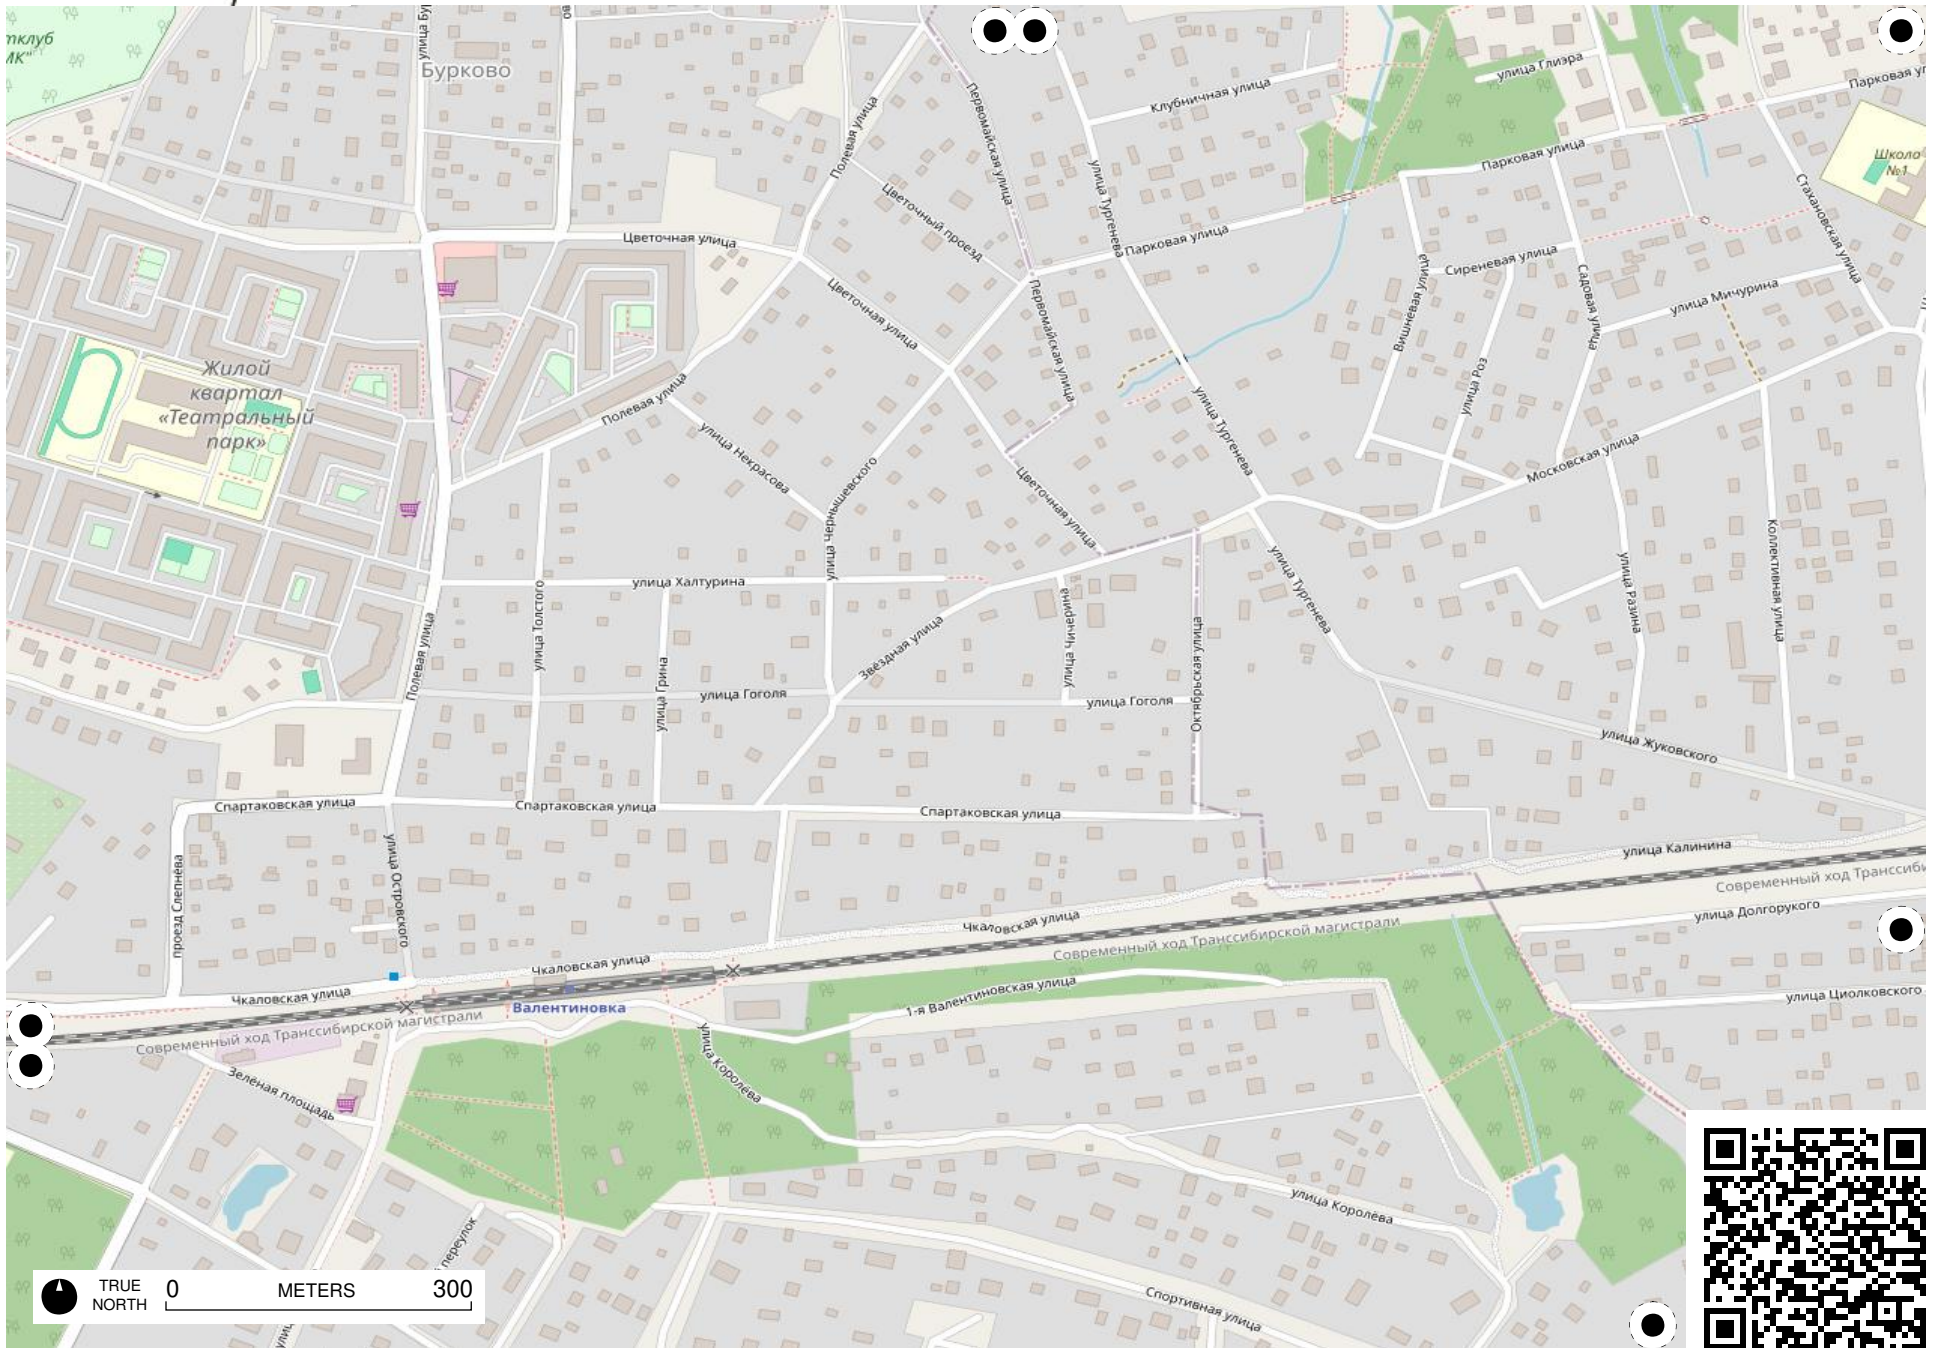 Бурково
Клубничная улица
улица Глиэра
Парковая ул
Полевая улица
Первомайская улица
улица Тургенева
Парковая улица
Школа
№1
Стахановская улица
Цветочный проезд
Цветочная улица
Парковая улица
Вишнёвая улица
Сиреневая улица
Садовая улица
улица Мичурина
Цветочная улица
Первомайская улица
Жилой
квартал
«Театральный
парк»
Полевая улица
улица Некрасова
улица Чернышевского
улица Тургенева
улица Роз
Московская улица
Цветочная улица
Коллективная улица
улица Халтурина
улица Толстого
улица Тургенева
улица Разина
улица Чичерина
Звёздная улица
Октябрьская улица
Полевая улица
улица Грина
улица Гоголя
улица Гоголя
улица Жуковского
Спартаковская улица
Спартаковская улица
Спартаковская улица
улица Островского
проезд Слепнёва
улица Калинина
Современный ход Транссиби
улица Долгорукого
Чкаловская улица
Современный ход Транссибирской магистрали
Чкаловская улица
Чкаловская улица
Валентиновка
1-я Валентиновская улица
улица Циолковского
Современный ход Транссибирской магистрали
улица Королёва
Зелёная площадь
улица Королёва
переулок
Спортивная улица
TRUE
NORTH
0 METERS 300